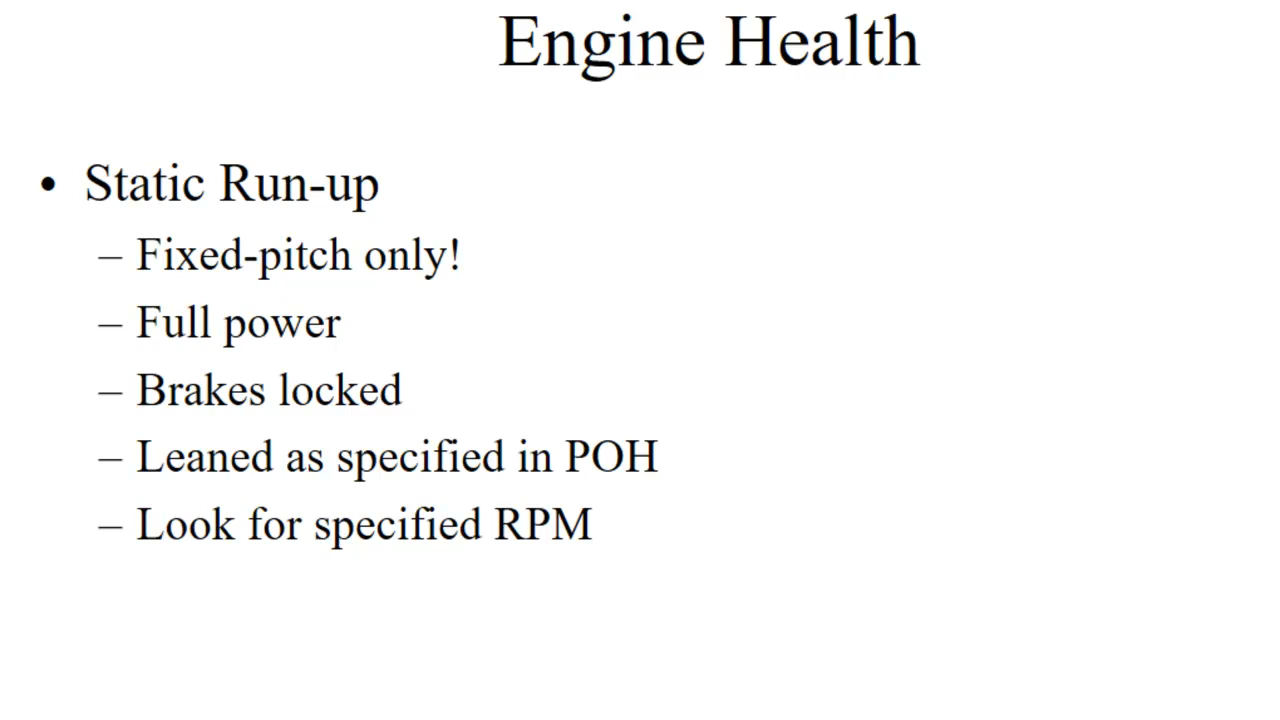 Engine Health
• Static Run-up
– Fixed-pitch only!
– Full power
– Brakes locked
– Leaned as specified in POH
– Look for specified RPM